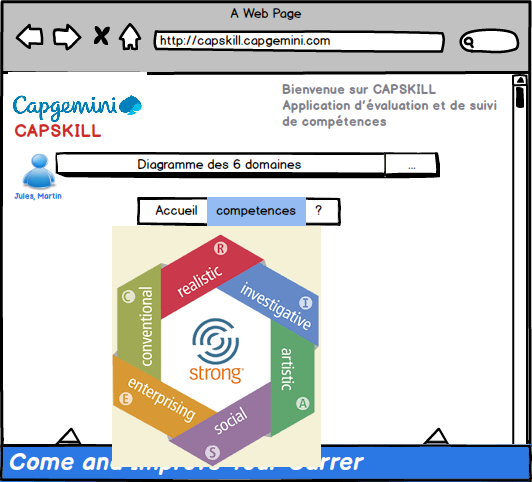 A Web Page
http://capskill.capgemini.com
Bienvenue sur CAPSKILL
Application d'évaluation et de suivi
de compétences
Capgemini
CAPSKILL
Jules, Martin
Diagramme des 6 domaines
...
Accueil competences ?
R
realistic
I
investigative
C
conventional
strong
artistic
A
enterprising
E
social
S
Come and Improve Your Carrer